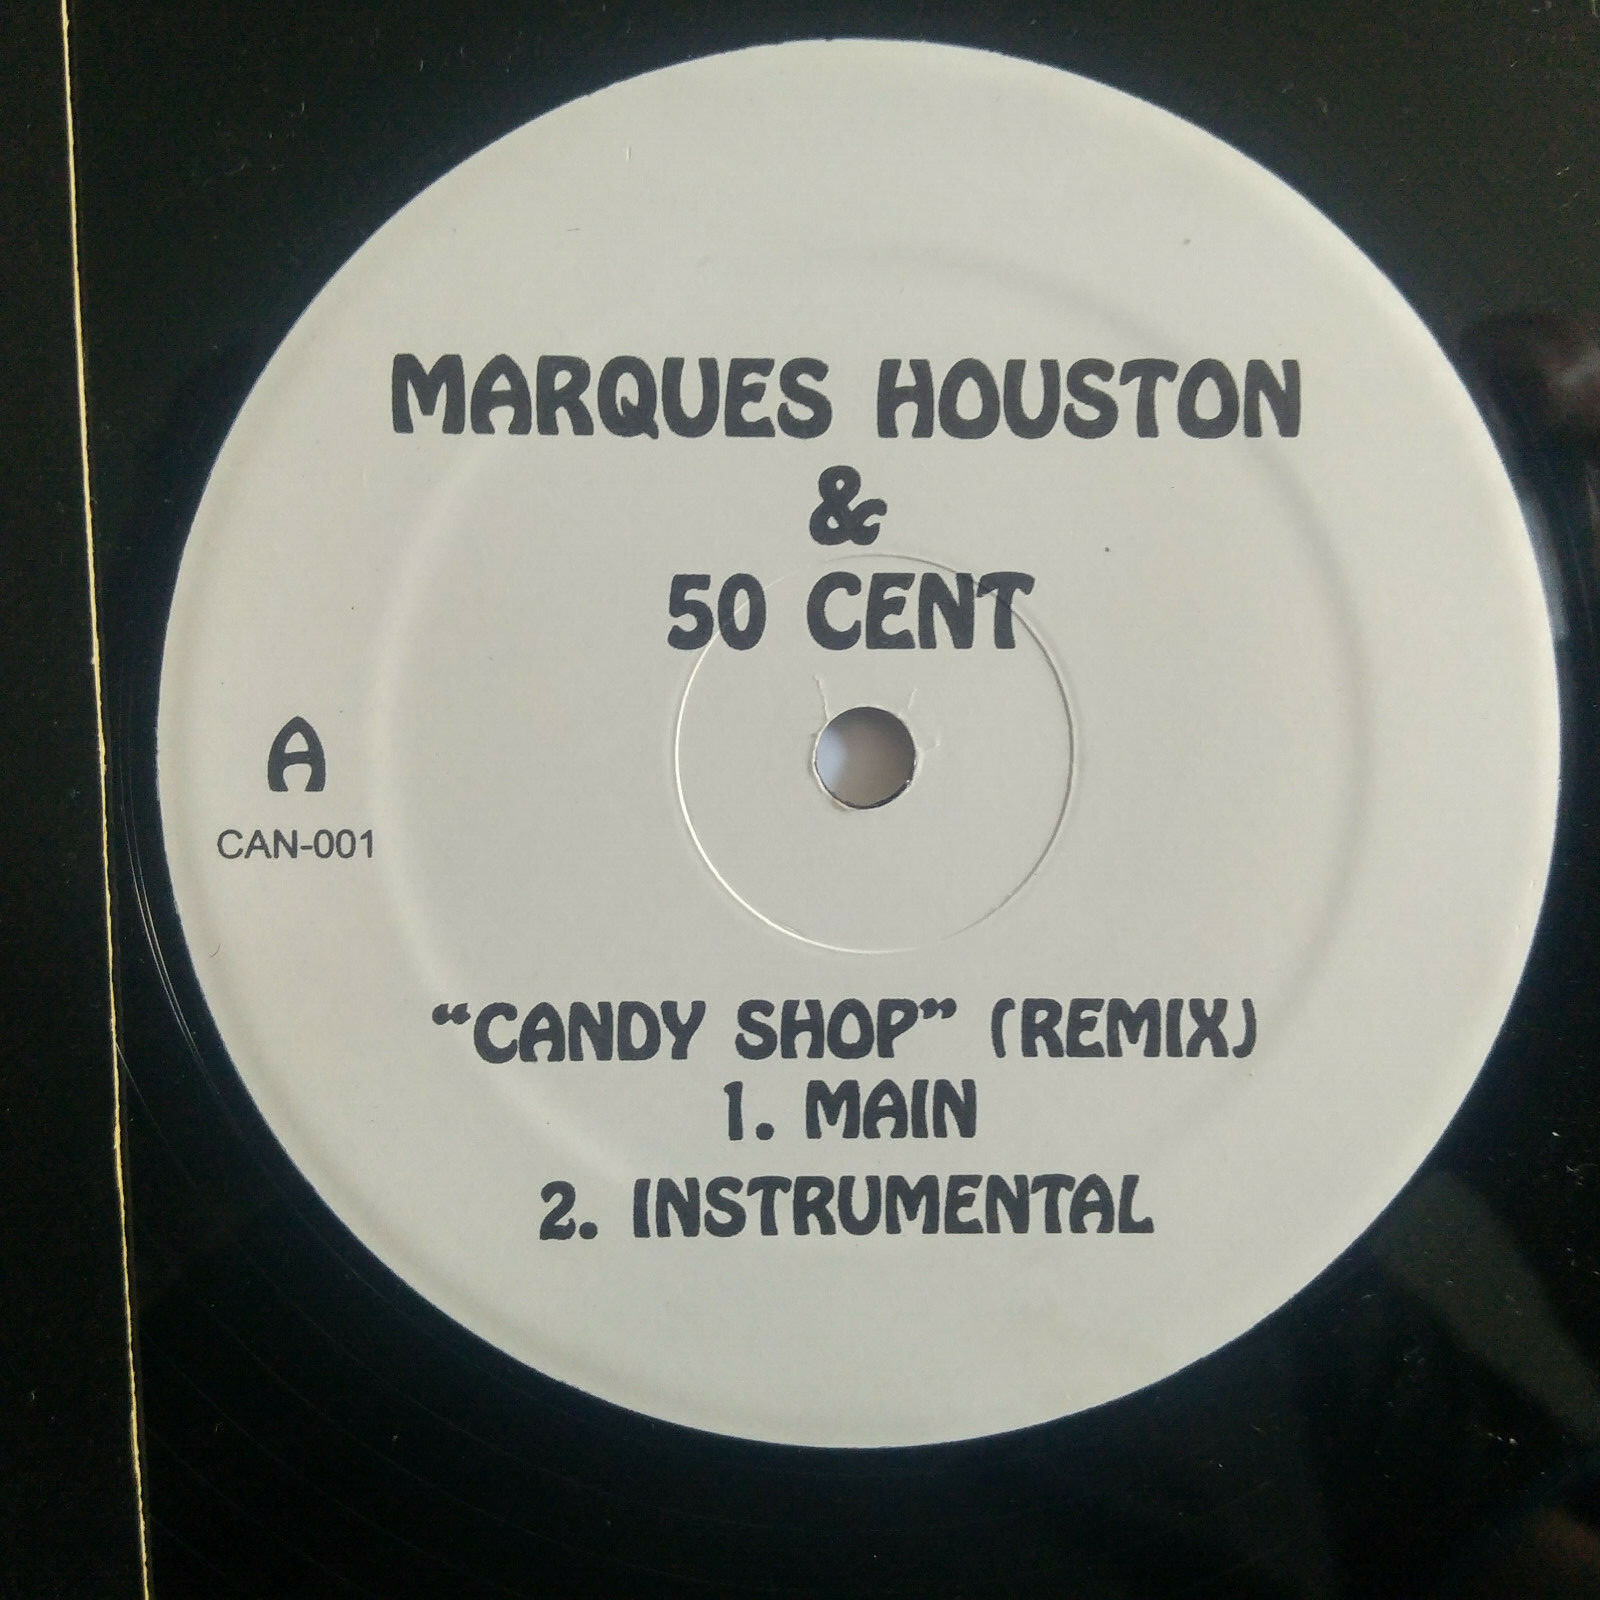 MARQUES HOUSTON
&
50 CENT
A
CAN-001
“CANDY SHOP” (REMIX)
1. MAIN
2. INSTRUMENTAL